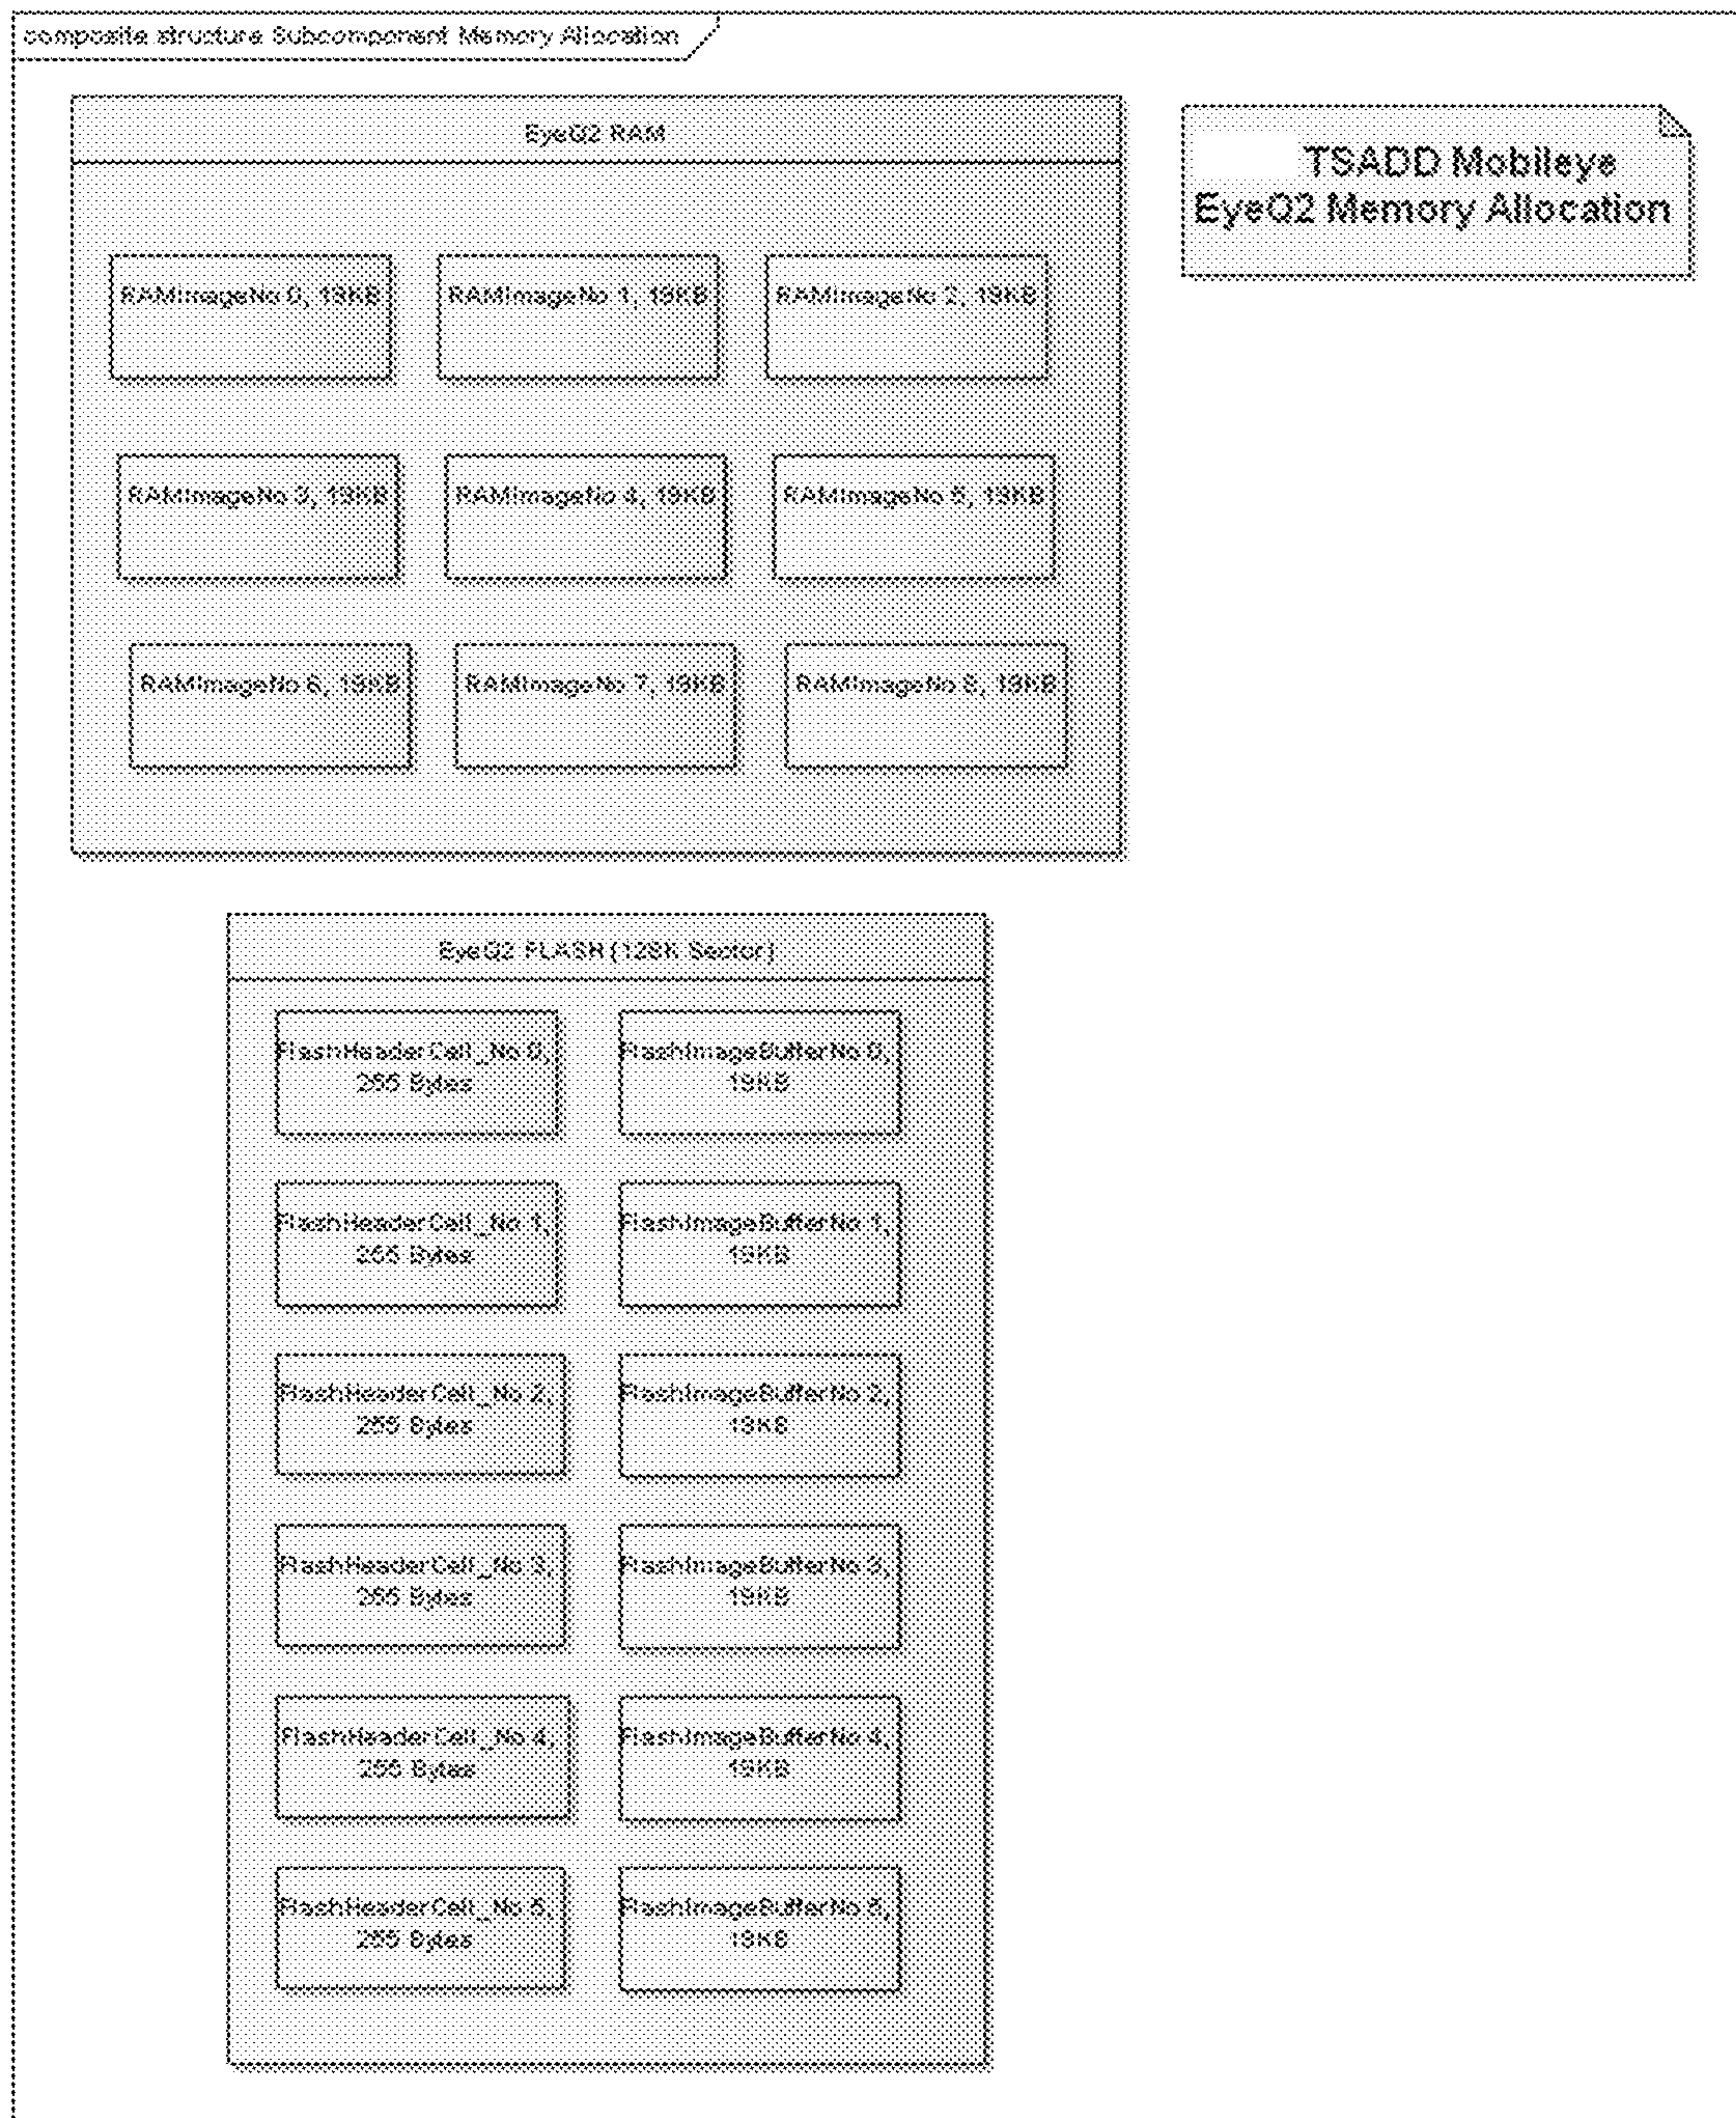 composite structure Subcomponent Memory Allocation
EyeQ2 RAM
TSADD Mobileye
EyeQ2 Memory Allocation
RAMImageNo 0, 19KB
RAMImageNo 1, 19KB
RAMImageNo 2, 19KB
RAMImageNo 3, 19KB
RAMImageNo 4, 19KB
RAMImageNo 5, 19KB
RAMImageNo 6, 19KB
RAMImageNo 7, 19KB
RAMImageNo 8, 19KB
EyeQ2 FLASH (128K Sector)
FlashHeaderCell_No 0,
255 Bytes
FlashImageBufferNo 0,
19KB
FlashHeaderCell_No 1,
255 Bytes
FlashImageBufferNo 1,
19KB
FlashHeaderCell_No 2,
255 Bytes
FlashImageBufferNo 2,
19KB
FlashHeaderCell_No 3,
255 Bytes
FlashImageBufferNo 3,
19KB
FlashHeaderCell_No 4,
255 Bytes
FlashImageBufferNo 4,
19KB
FlashHeaderCell_No 5,
255 Bytes
FlashImageBufferNo 5,
19KB